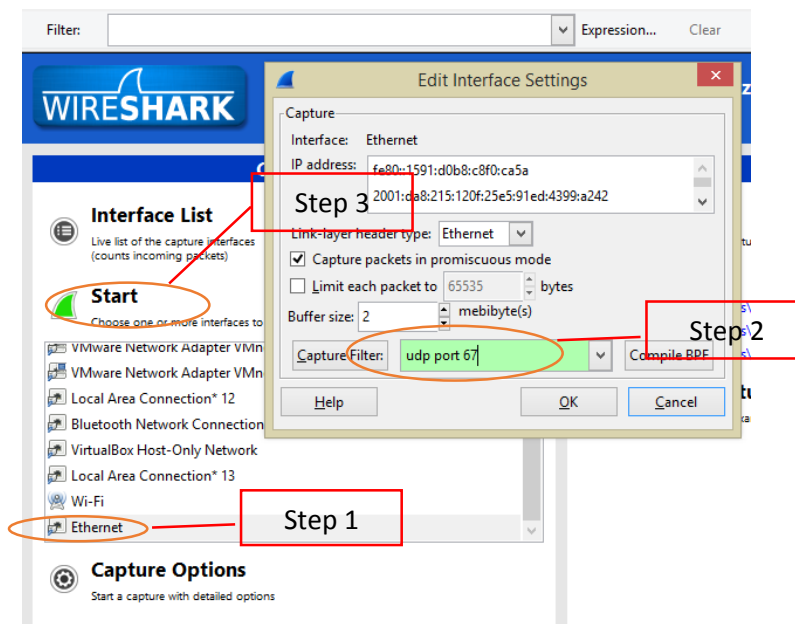 Filter:
Expression...
Clear
WIRESHARK
Edit Interface Settings
Capture
Interface: Ethernet
IP address:
fe80::1591:d0b8:c8f0:ca5a
2001:da8:215:120f:25e5:91ed:4399:a242
Link-layer header type: Ethernet
Capture packets in promiscuous mode
Limit each packet to 65535 bytes
Buffer size: 2 mebibyte(s)
Capture Filter: udp port 67
Compile BPF
Help
OK
Cancel
Step 3
Step 2
Interface List
Live list of the capture interfaces
(counts incoming packets)
Start
Choose one or more interfaces to
VMware Network Adapter VMn
VMware Network Adapter VMn
Local Area Connection* 12
Bluetooth Network Connection
VirtualBox Host-Only Network
Local Area Connection* 13
Wi-Fi
Ethernet
Step 1
Capture Options
Start a capture with detailed options